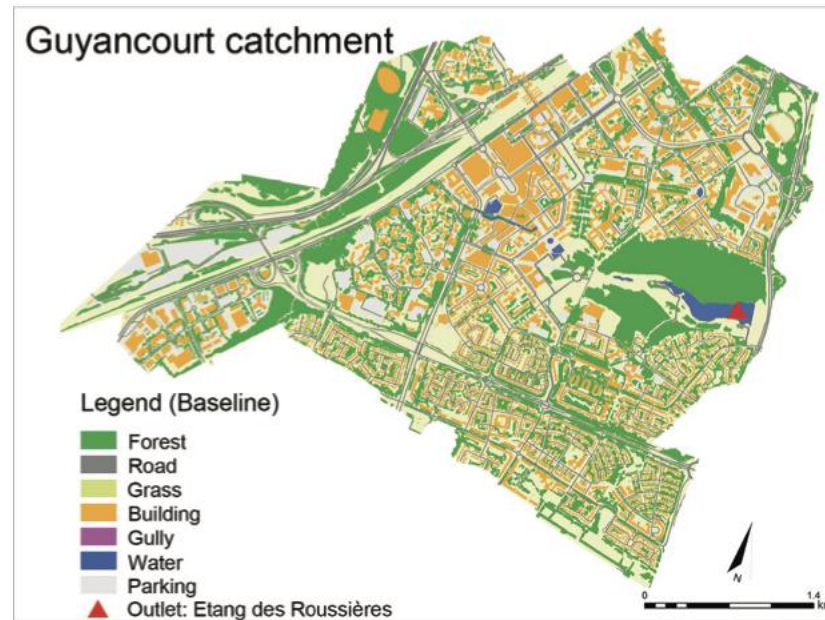 Guyancourt catchment
Legend (Baseline)
Forest
Road
Grass
Building
Gully
Water
Parking
Outlet: Etang des Roussières
N
0 1.4